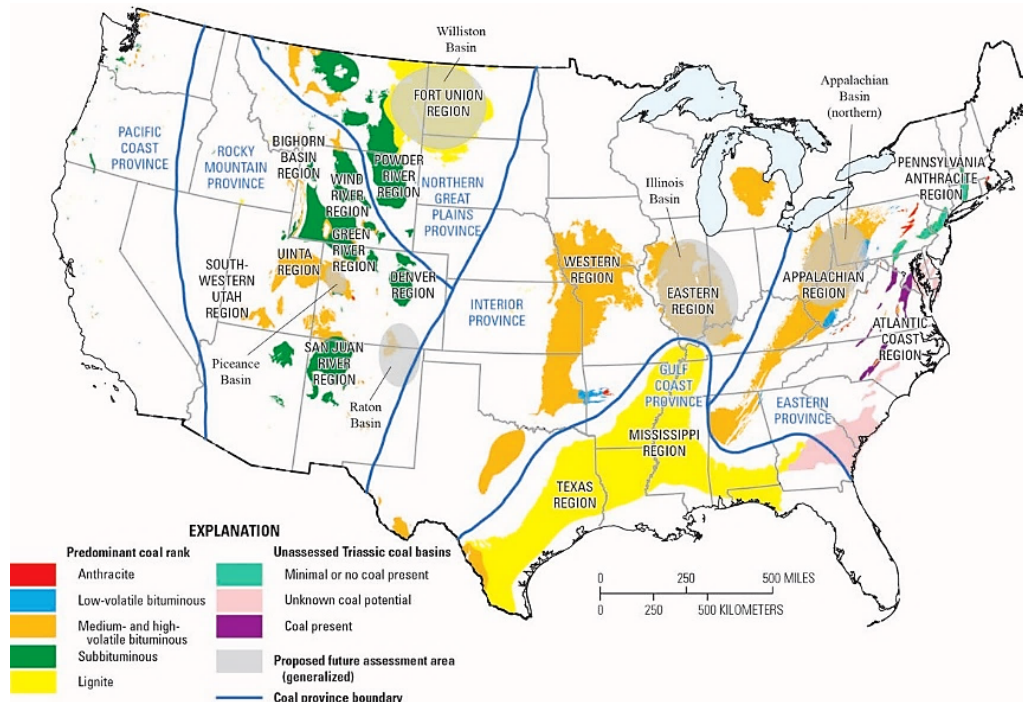 Williston
Basin
Appalachian
Basin
(northern)
FORT UNION
REGION
PACIFIC
COAST
PROVINCE
ROCKY
MOUNTAIN
PROVINCE
BIGHORN
BASIN
REGION
POWDER
RIVER
REGION
WIND
RIVER
REGION
NORTHERN
GREAT
PLAINS
PROVINCE
Illinois
Basin
PENNSYLVANIA
ANTHRACITE
REGION
GREEN
RIVER
REGION
UINTA
REGION
SOUTH-
WESTERN
UTAH
REGION
DENVER
REGION
WESTERN
REGION
EASTERN
REGION
APPALACHIAN
REGION
INTERIOR
PROVINCE
ATLANTIC
COAST
REGION
Piceance
Basin
SAN JUAN
RIVER
REGION
Raton
Basin
GULF
COAST
PROVINCE
EASTERN
PROVINCE
MISSISSIPPI
REGION
TEXAS
REGION
EXPLANATION
Predominant coal rank
Anthracite
Low-volatile bituminous
Medium- and high-
volatile bituminous
Subbituminous
Lignite
Unassessed Triassic coal basins
Minimal or no coal present
Unknown coal potential
Coal present
Proposed future assessment area
(generalized)
Coal province boundary
0 250 500 MILES
0 250 500 KILOMETERS